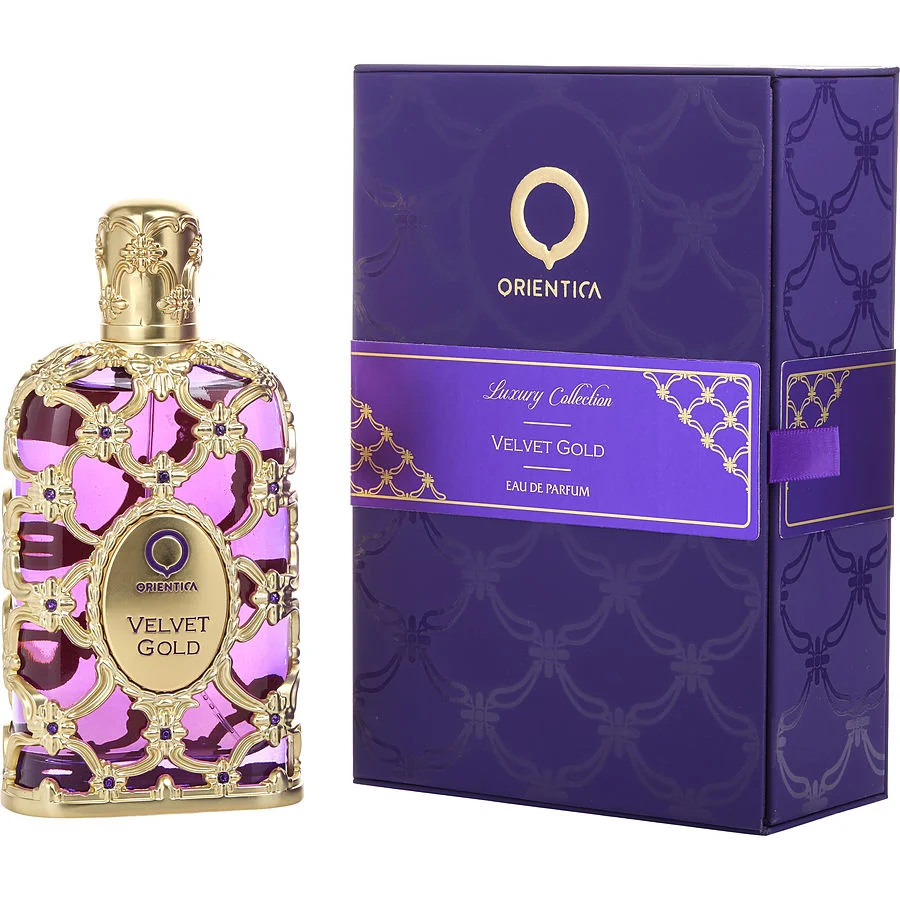 ORIENTICA
VELVET
GOLD
ORIENTICA
Luxury Collection
VELVET GOLD
EAU DE PARFUM